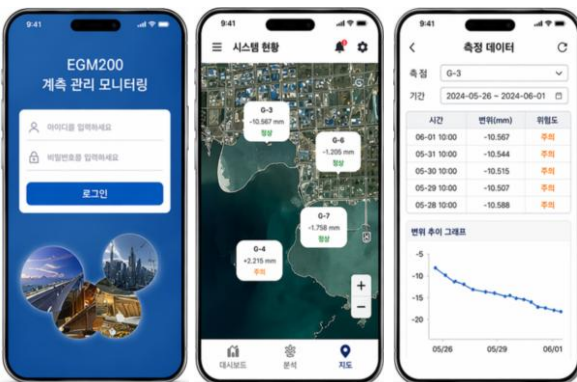 9:41
EGM200
계측 관리 모니터링
아이디를 입력하세요
비밀번호를 입력하세요
로그인
9:41
시스템 현황
G-3
-10.567 mm
정상
G-6
-1.205 mm
정상
G-7
-1.758 mm
정상
G-4
+2.215 mm
주의
+
−
대시보드
분석
지도
9:41
측정 데이터
측 점
G-3
기간
2024-05-26 ~ 2024-06-01
시간
변위(mm)
위험도
06-01 10:00
-10.567
주의
05-31 10:00
-10.544
주의
05-30 10:00
-10.515
주의
05-29 10:00
-10.507
주의
05-28 10:00
-10.588
주의
변위 추이 그래프
-5
-10
-15
-20
05/26
05/29
06/01